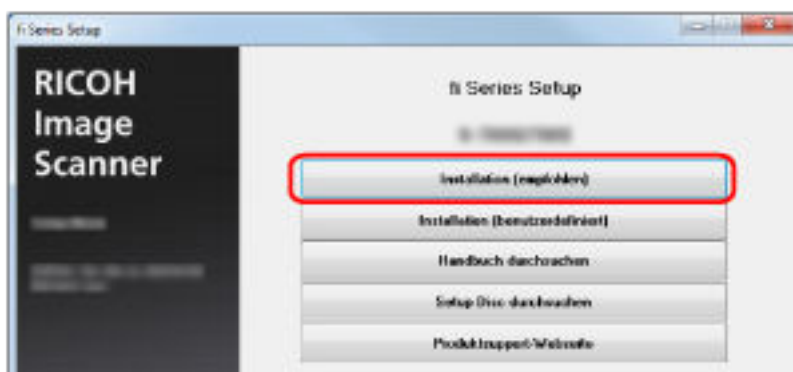 fi Series Setup
RICOH
Image
Scanner
fi Series Setup
Installation (empfohlen)
Installation (benutzerdefiniert)
Handbuch durchsuchen
Setup Disc durchsuchen
Produktsupport-Webseite